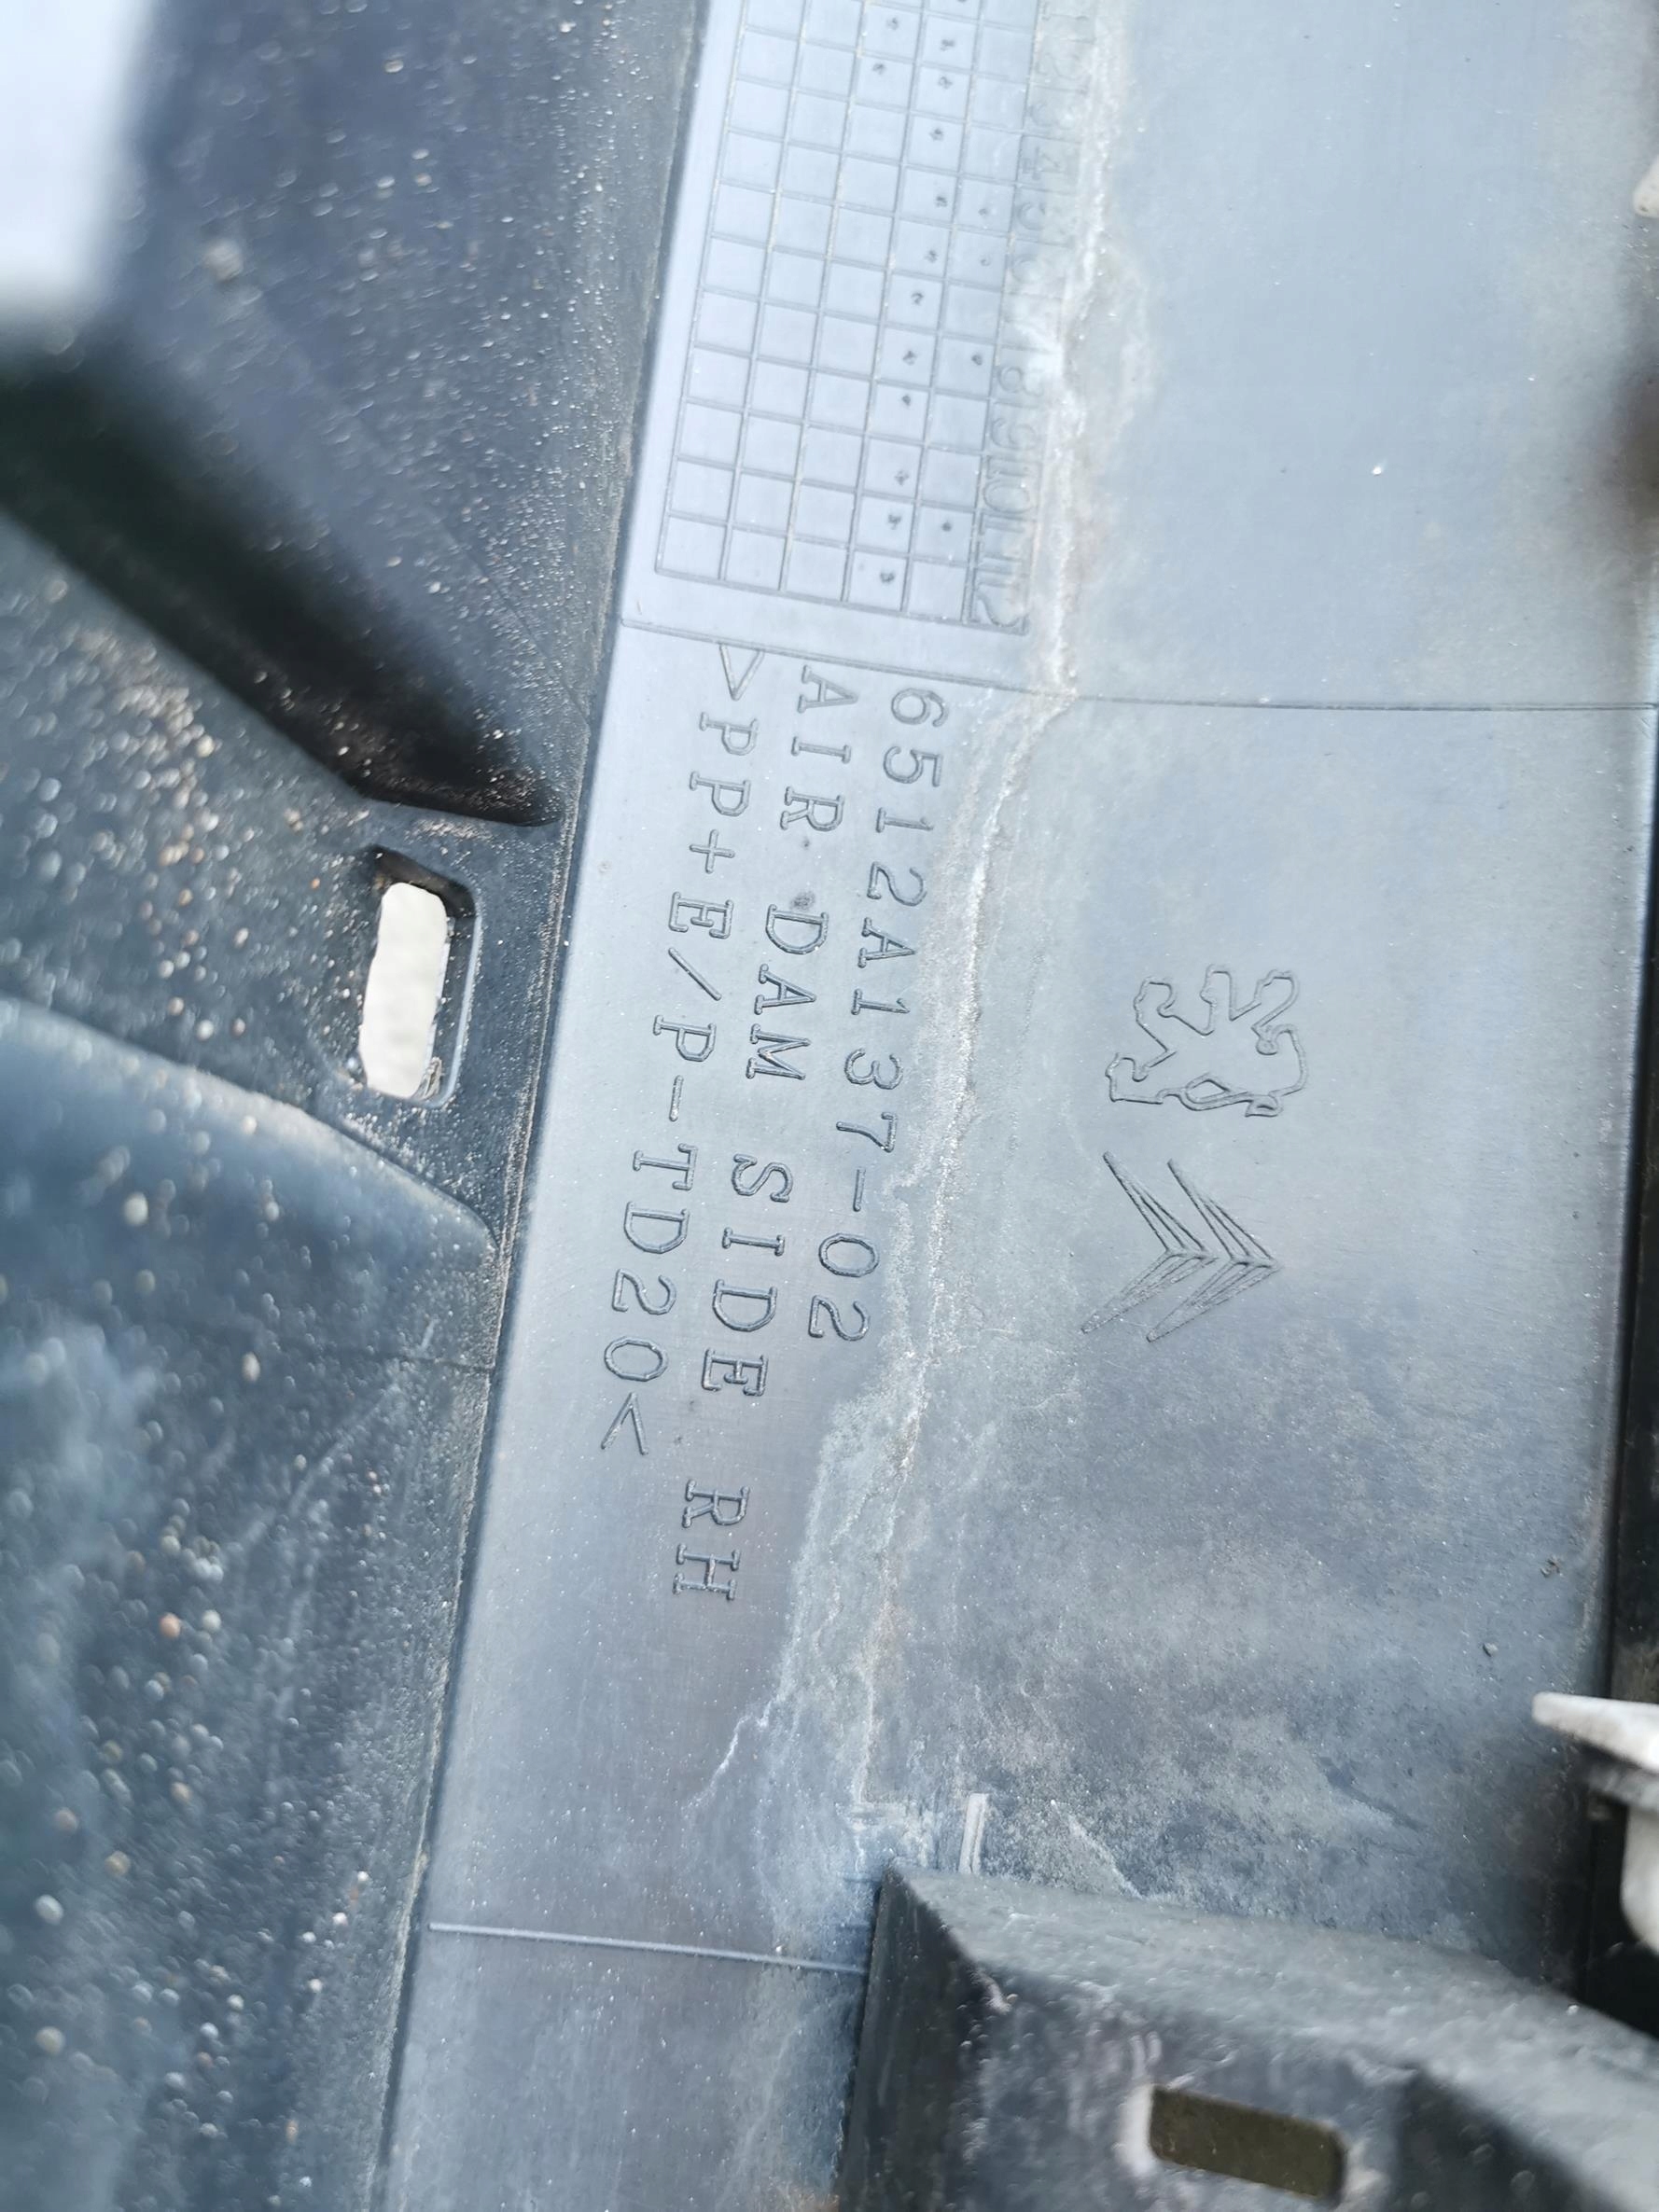 6512A137-02
AIR DAM SIDE RH
>PP+E/P-TD20<